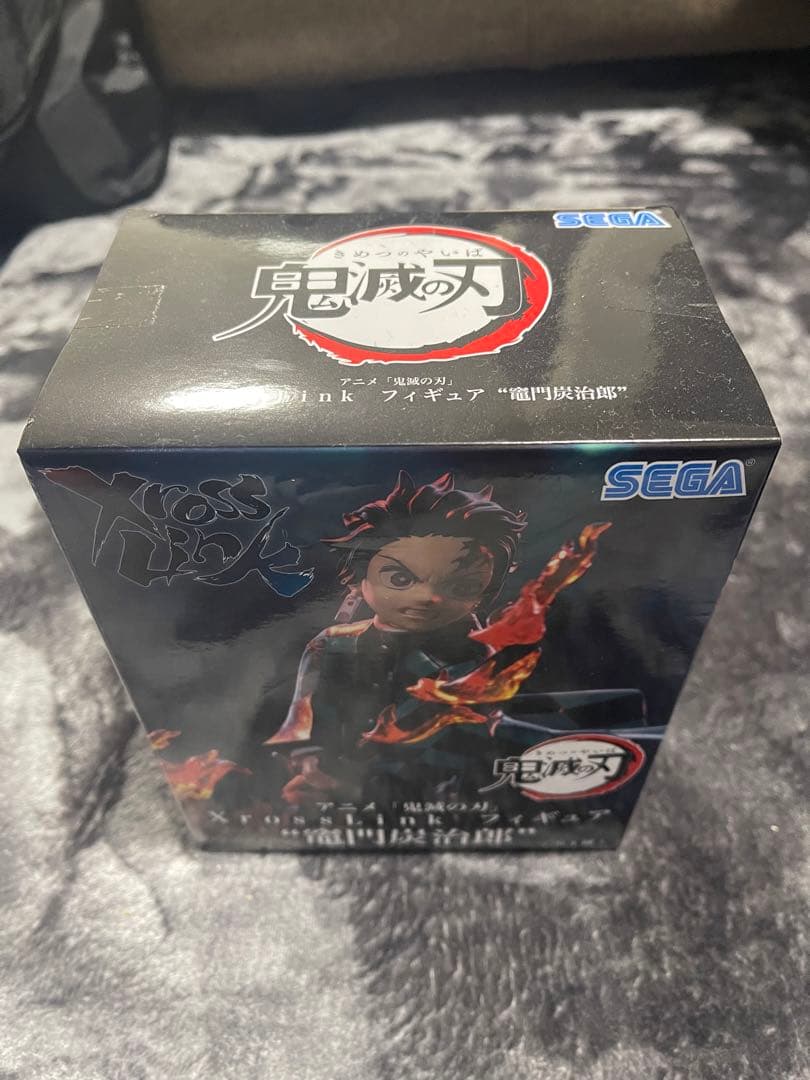 SEGA
きめつのやいば
鬼滅の刃
アニメ「鬼滅の刃」
Link フィギュア “竈門炭治郎”
Xross Link
SEGA®
きめつのやいば
鬼滅の刃
アニメ「鬼滅の刃」
XrossLink フィギュア
“竈門炭治郎”